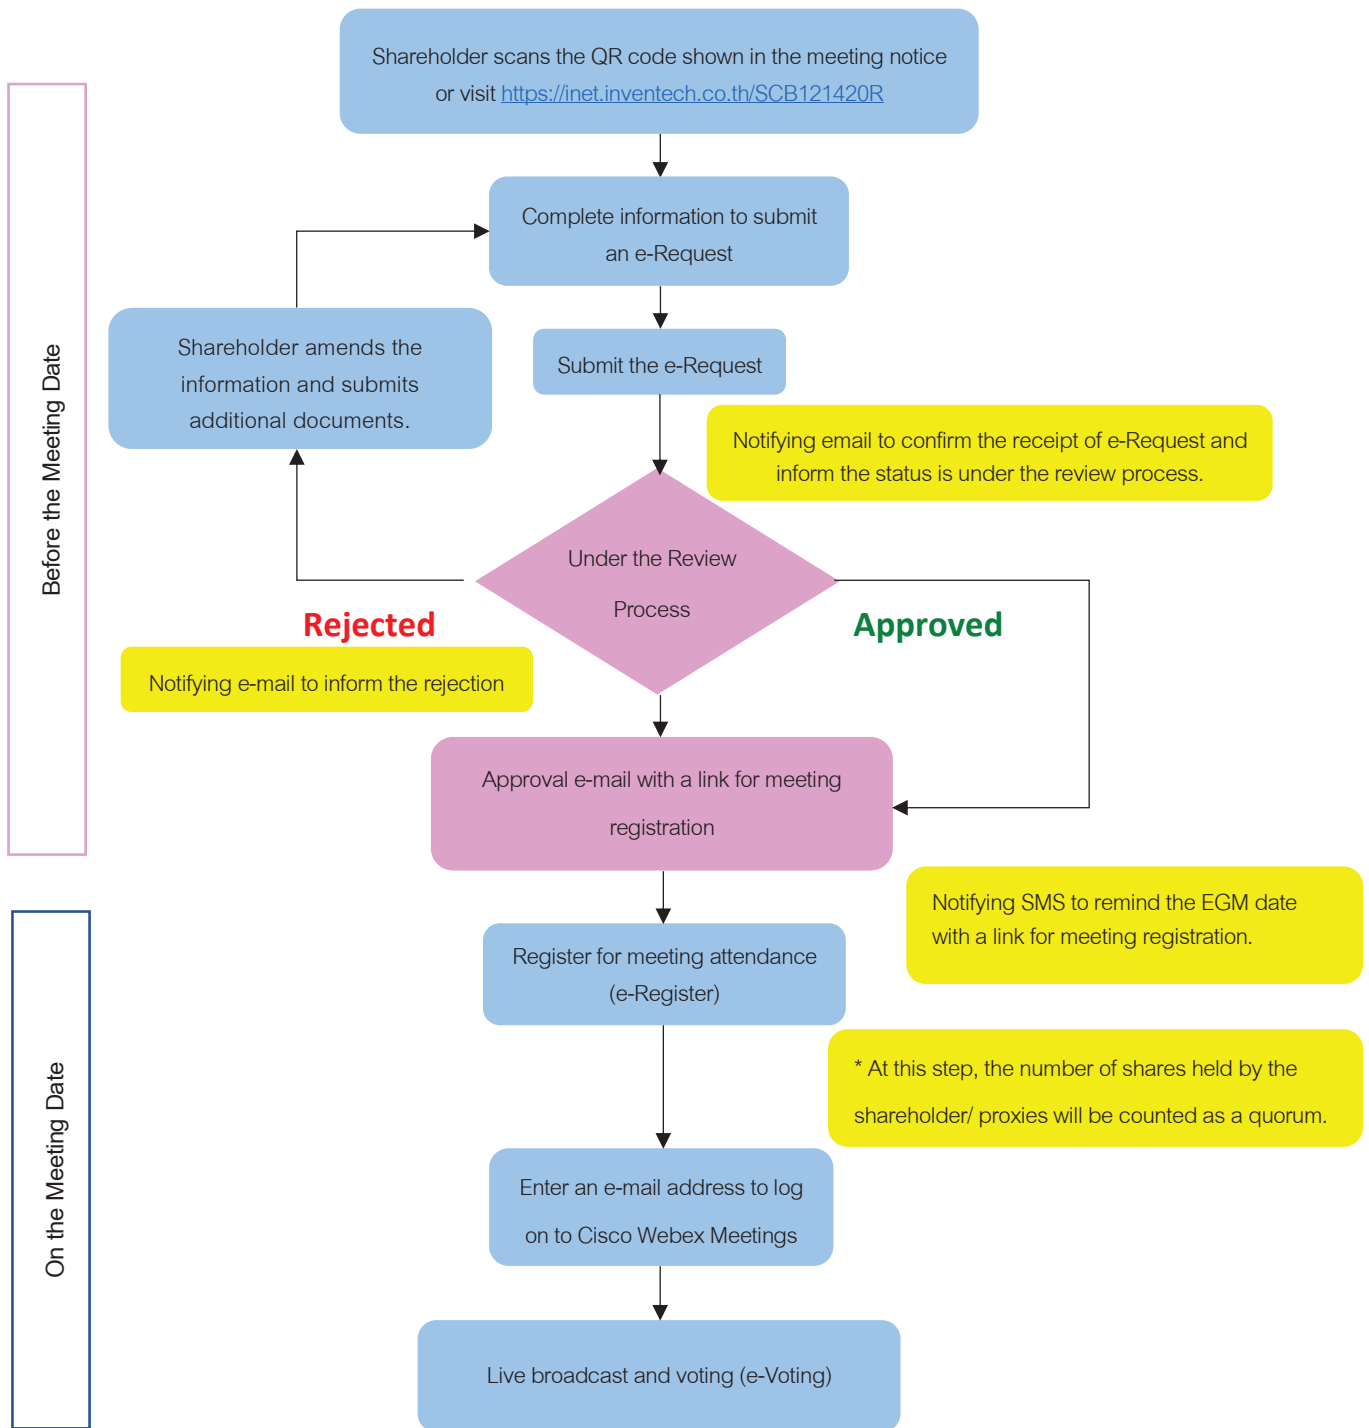 Shareholder scans the QR code shown in the meeting notice
or visit https://inet.inventech.co.th/SCB121420R
Before the Meeting Date
Complete information to submit
an e-Request
Shareholder amends the
information and submits
additional documents.
Submit the e-Request
Notifying email to confirm the receipt of e-Request and
inform the status is under the review process.
Under the Review
Process
Rejected
Approved
Notifying e-mail to inform the rejection
Approval e-mail with a link for meeting
registration
Notifying SMS to remind the EGM date
with a link for meeting registration.
On the Meeting Date
Register for meeting attendance
(e-Register)
* At this step, the number of shares held by the
shareholder/ proxies will be counted as a quorum.
Enter an e-mail address to log
on to Cisco Webex Meetings
Live broadcast and voting (e-Voting)